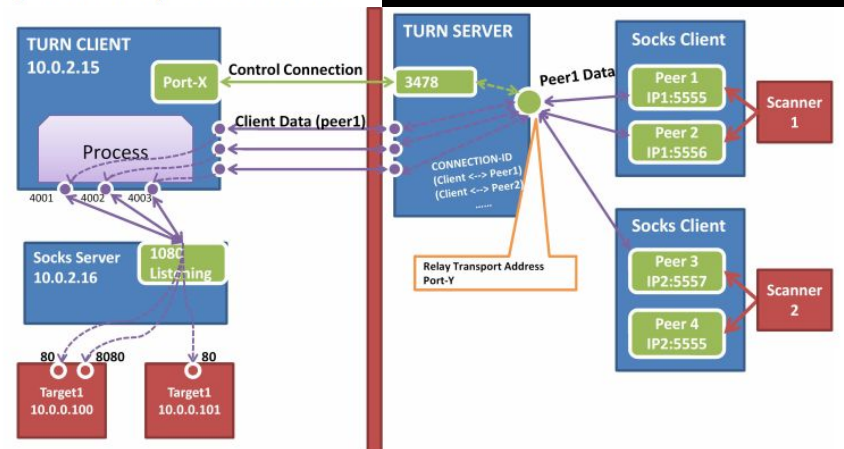 TURN CLIENT
10.0.2.15
Port-X
Process
4001
4002
4003
Control Connection
Client Data (peer1)
TURN SERVER
3478
CONNECTION-ID
(Client <--> Peer1)
(Client <--> Peer2)
......
Relay Transport Address
Port-Y
Peer1 Data
Socks Client
Peer 1
IP1:5555
Peer 2
IP1:5556
Scanner
1
Socks Client
Peer 3
IP2:5557
Peer 4
IP2:5555
Scanner
2
Socks Server
10.0.2.16
1080
Listening
80
8080
80
Target1
10.0.0.100
Target1
10.0.0.101